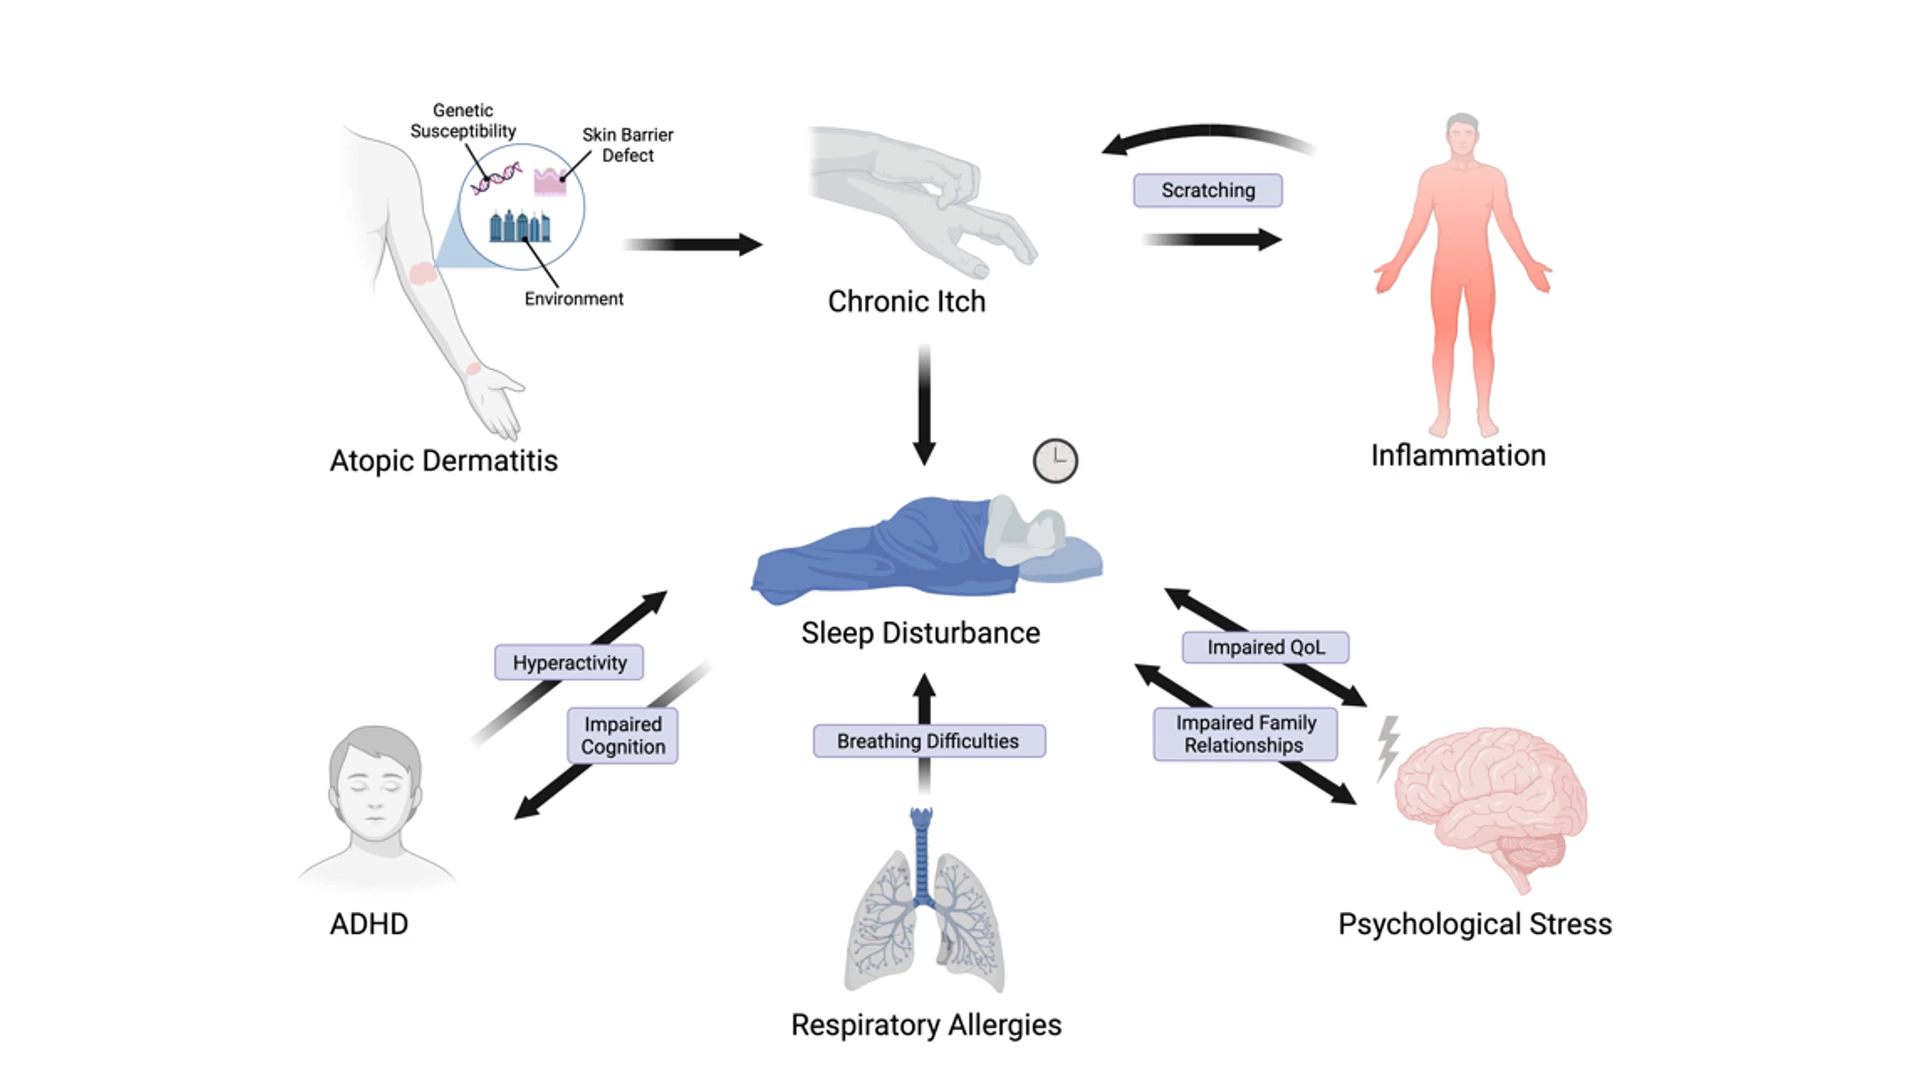 Genetic
Susceptibility
Skin Barrier
Defect
Environment
Atopic Dermatitis
Chronic Itch
Scratching
Inflammation
Sleep Disturbance
Hyperactivity
Impaired
Cognition
Breathing Difficulties
Impaired QoL
Impaired Family
Relationships
ADHD
Respiratory Allergies
Psychological Stress